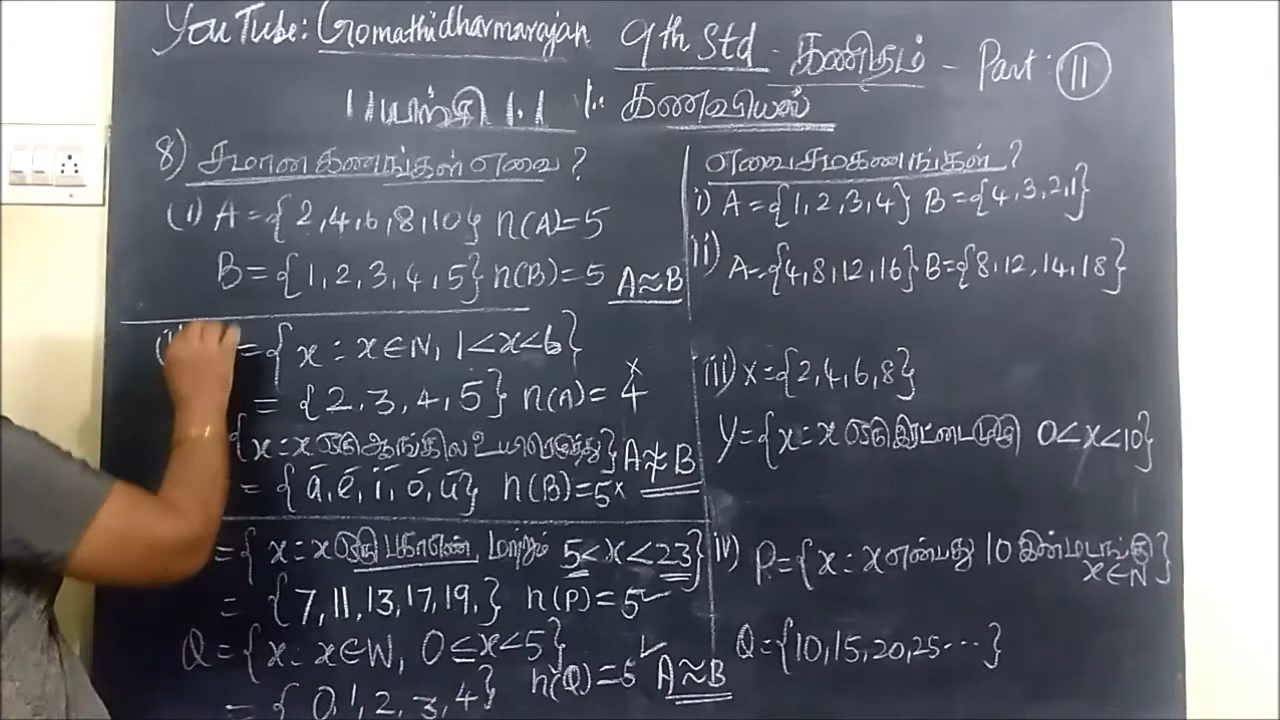 YouTube: Gomathidharmarajan 9th Std - கணிதம் - Part: 11
1.1 1. கணவியல்
8) சமான கணங்கள் எவை?
(i) A = {2,4,6,8,10} n(A)=5
B = {1,2,3,4,5} n(B)=5 A≈B
= {x : x∈N, 1<x<6}
= {2,3,4,5} n(A)= 4 x
{x : x ஒரு ஆங்கில உயிரெழுத்து} A≉B
= {a, e, i, o, u} n(B)=5 x
= {x : x ஒரு பகா எண் மற்றும் 5<x<23}
= {7,11,13,17,19,} n(P)=5 ✓
Q = {x : x∈W, 0≤x<5}
= {0,1,2,3,4} n(Q)=5 ✓ A≈B
எவை சமகணங்கள்?
i) A = {1,2,3,4} B = {4,3,2,1}
ii) A = {4,8,12,16} B={8,12,14,18}
iii) x={2,4,6,8}
y={x : x ஒரு இரட்டை 0<x<10}
iv) P={x : x என்பது 10 இன் மடங்கு x∈N}
Q={10,15,20,25...}